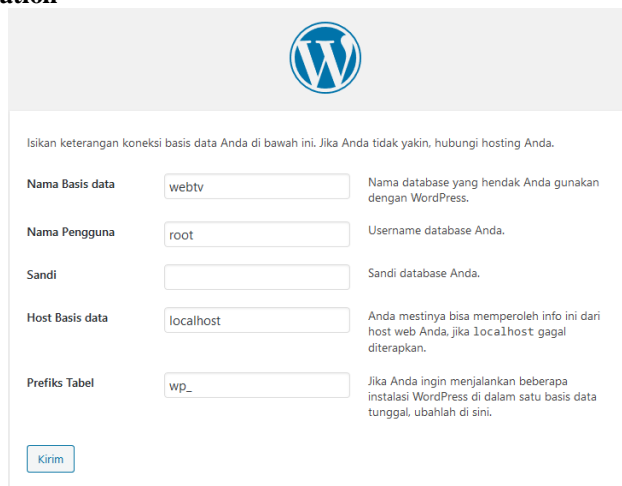 Isikan keterangan koneksi basis data Anda di bawah ini. Jika Anda tidak yakin, hubungi hosting Anda.
Nama Basis data
webtv
Nama database yang hendak Anda gunakan
dengan WordPress.
Nama Pengguna
root
Username database Anda.
Sandi
Sandi database Anda.
Host Basis data
localhost
Anda mestinya bisa memperoleh info ini dari
host web Anda, jika localhost gagal
diterapkan.
Prefiks Tabel
wp_
Jika Anda ingin menjalankan beberapa
instalasi WordPress di dalam satu basis data
tunggal, ubahlah di sini.
Kirim